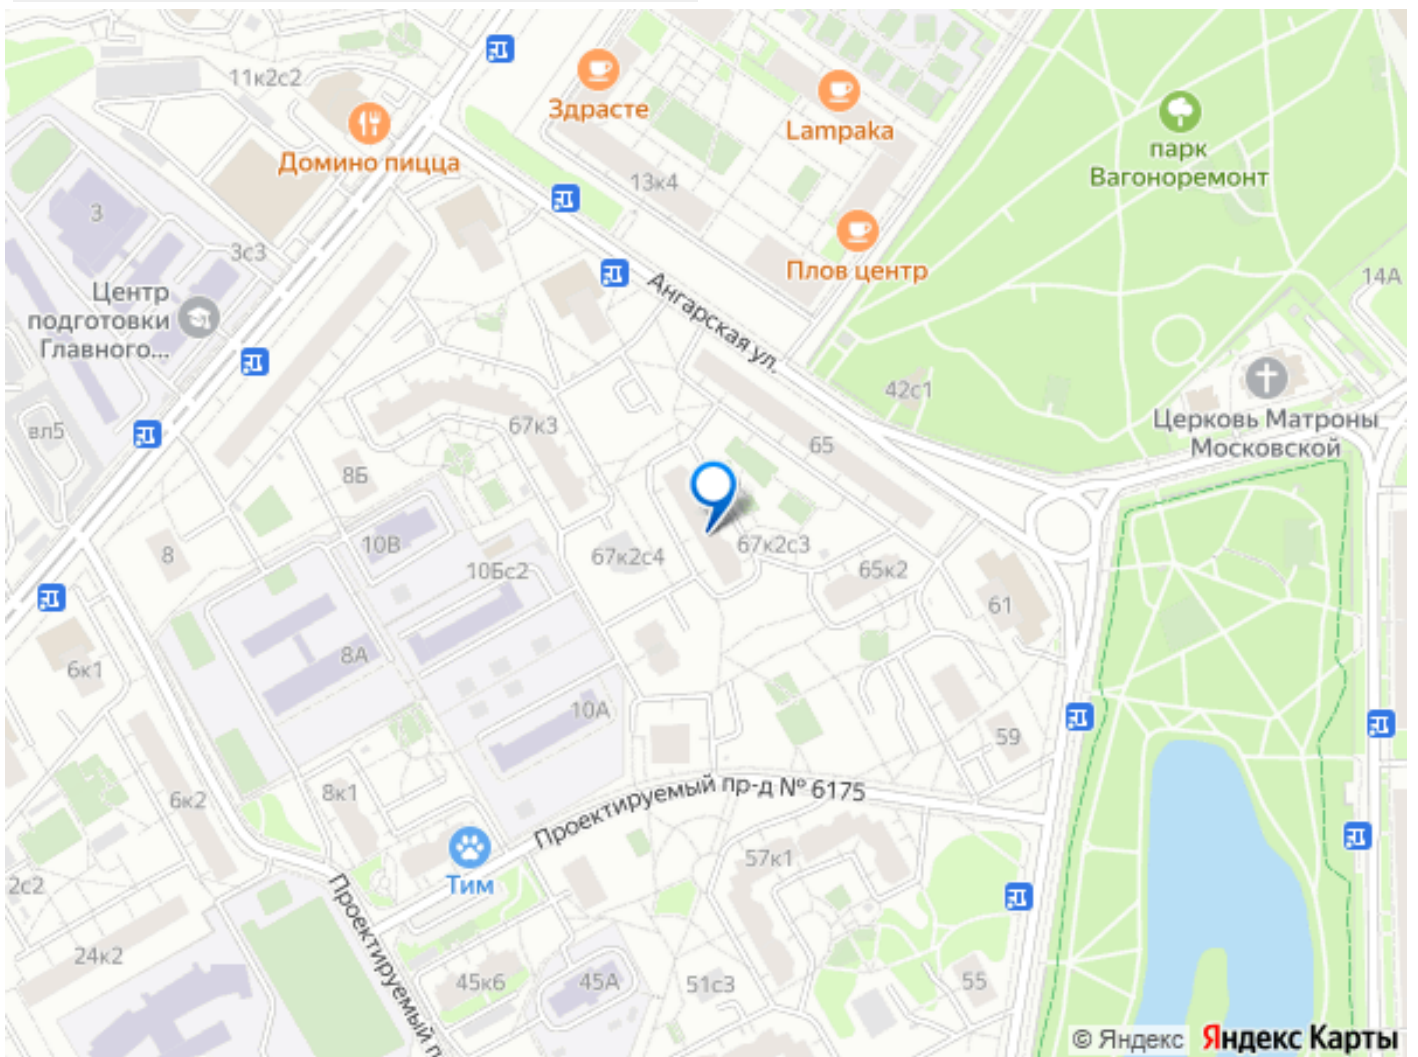 11к2с2
Здрасте
Lampaka
Домино пицца
парк
Вагоноремонт
13к4
3
3с3
Плов центр
14А
Центр
подготовки
Главного...
Ангарская ул.
42с1
Церковь Матроны
Московской
вл5
67к3
65
8Б
8
10В
10Бс2
67к2с4
67к2с3
65к2
61
6к1
8А
10А
59
6к2
8к1
Проектируемый пр-д № 6175
57к1
2с2
Тим
Проектируемый п
24к2
45к6
45А
51с3
55
© Яндекс Яндекс Карты